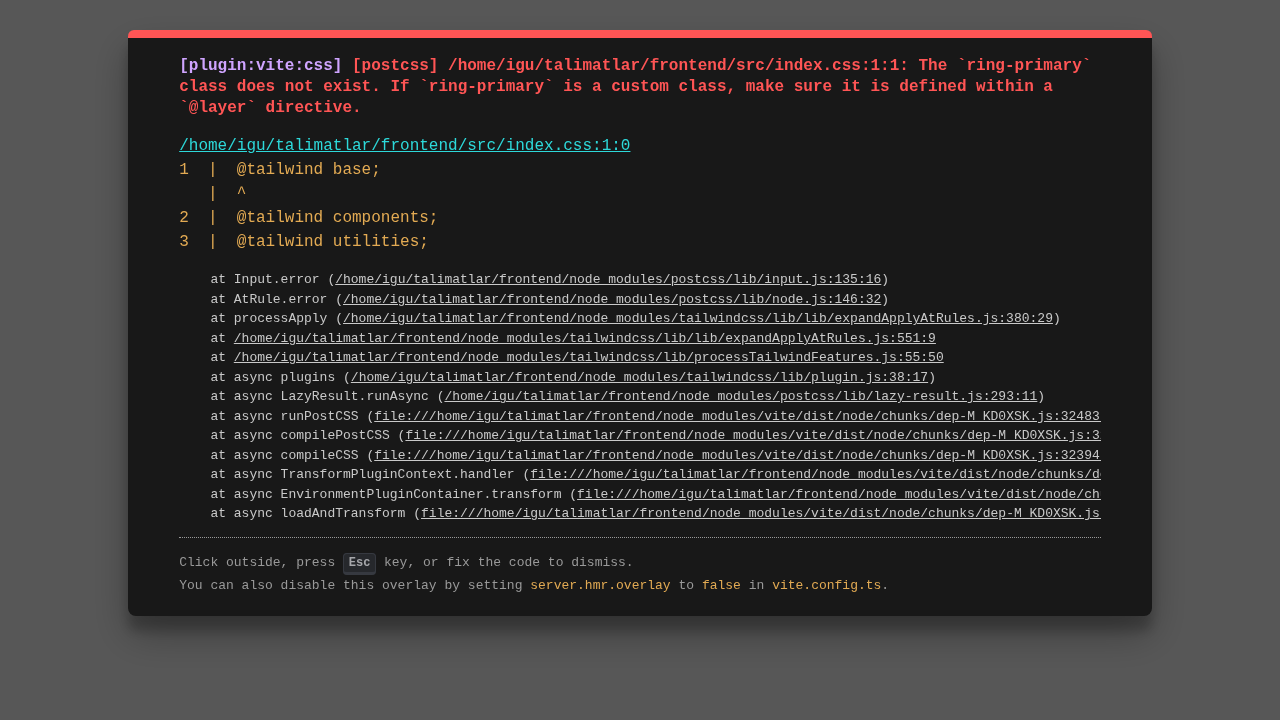 [plugin:vite:css] [postcss] /home/igu/talimatlar/frontend/src/index.css:1:1: The `ring-primary`
class does not exist. If `ring-primary` is a custom class, make sure it is defined within a
`@layer` directive.
/home/igu/talimatlar/frontend/src/index.css:1:0
1  |  @tailwind base;
   |  ^
2  |  @tailwind components;
3  |  @tailwind utilities;
at Input.error (/home/igu/talimatlar/frontend/node_modules/postcss/lib/input.js:135:16)
at AtRule.error (/home/igu/talimatlar/frontend/node_modules/postcss/lib/node.js:146:32)
at processApply (/home/igu/talimatlar/frontend/node_modules/tailwindcss/lib/lib/expandApplyAtRules.js:380:29)
at /home/igu/talimatlar/frontend/node_modules/tailwindcss/lib/lib/expandApplyAtRules.js:551:9
at /home/igu/talimatlar/frontend/node_modules/tailwindcss/lib/processTailwindFeatures.js:55:50
at async plugins (/home/igu/talimatlar/frontend/node_modules/tailwindcss/lib/plugin.js:38:17)
at async LazyResult.runAsync (/home/igu/talimatlar/frontend/node_modules/postcss/lib/lazy-result.js:293:11)
at async runPostCSS (file:///home/igu/talimatlar/frontend/node_modules/vite/dist/node/chunks/dep-M_KD0XSK.js:32483
at async compilePostCSS (file:///home/igu/talimatlar/frontend/node_modules/vite/dist/node/chunks/dep-M_KD0XSK.js:3
at async compileCSS (file:///home/igu/talimatlar/frontend/node_modules/vite/dist/node/chunks/dep-M_KD0XSK.js:32394
at async TransformPluginContext.handler (file:///home/igu/talimatlar/frontend/node_modules/vite/dist/node/chunks/d
at async EnvironmentPluginContainer.transform (file:///home/igu/talimatlar/frontend/node_modules/vite/dist/node/ch
at async loadAndTransform (file:///home/igu/talimatlar/frontend/node_modules/vite/dist/node/chunks/dep-M_KD0XSK.js
Click outside, press Esc key, or fix the code to dismiss.
You can also disable this overlay by setting server.hmr.overlay to false in vite.config.ts.